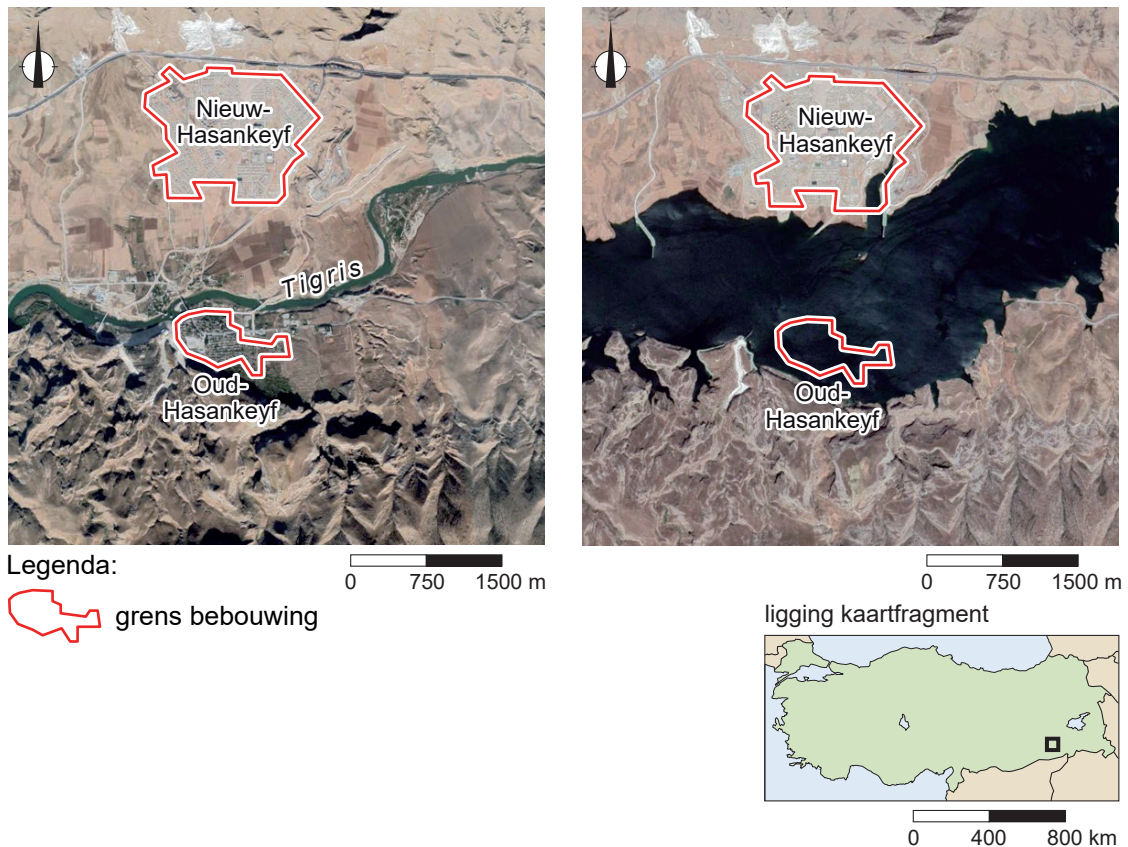 Nieuw-
Hasankeyf
Tigris
Oud-
Hasankeyf
Nieuw-
Hasankeyf
Oud-
Hasankeyf
Legenda:
grens bebouwing
0 750 1500 m
0 750 1500 m
ligging kaartfragment
0 400 800 km